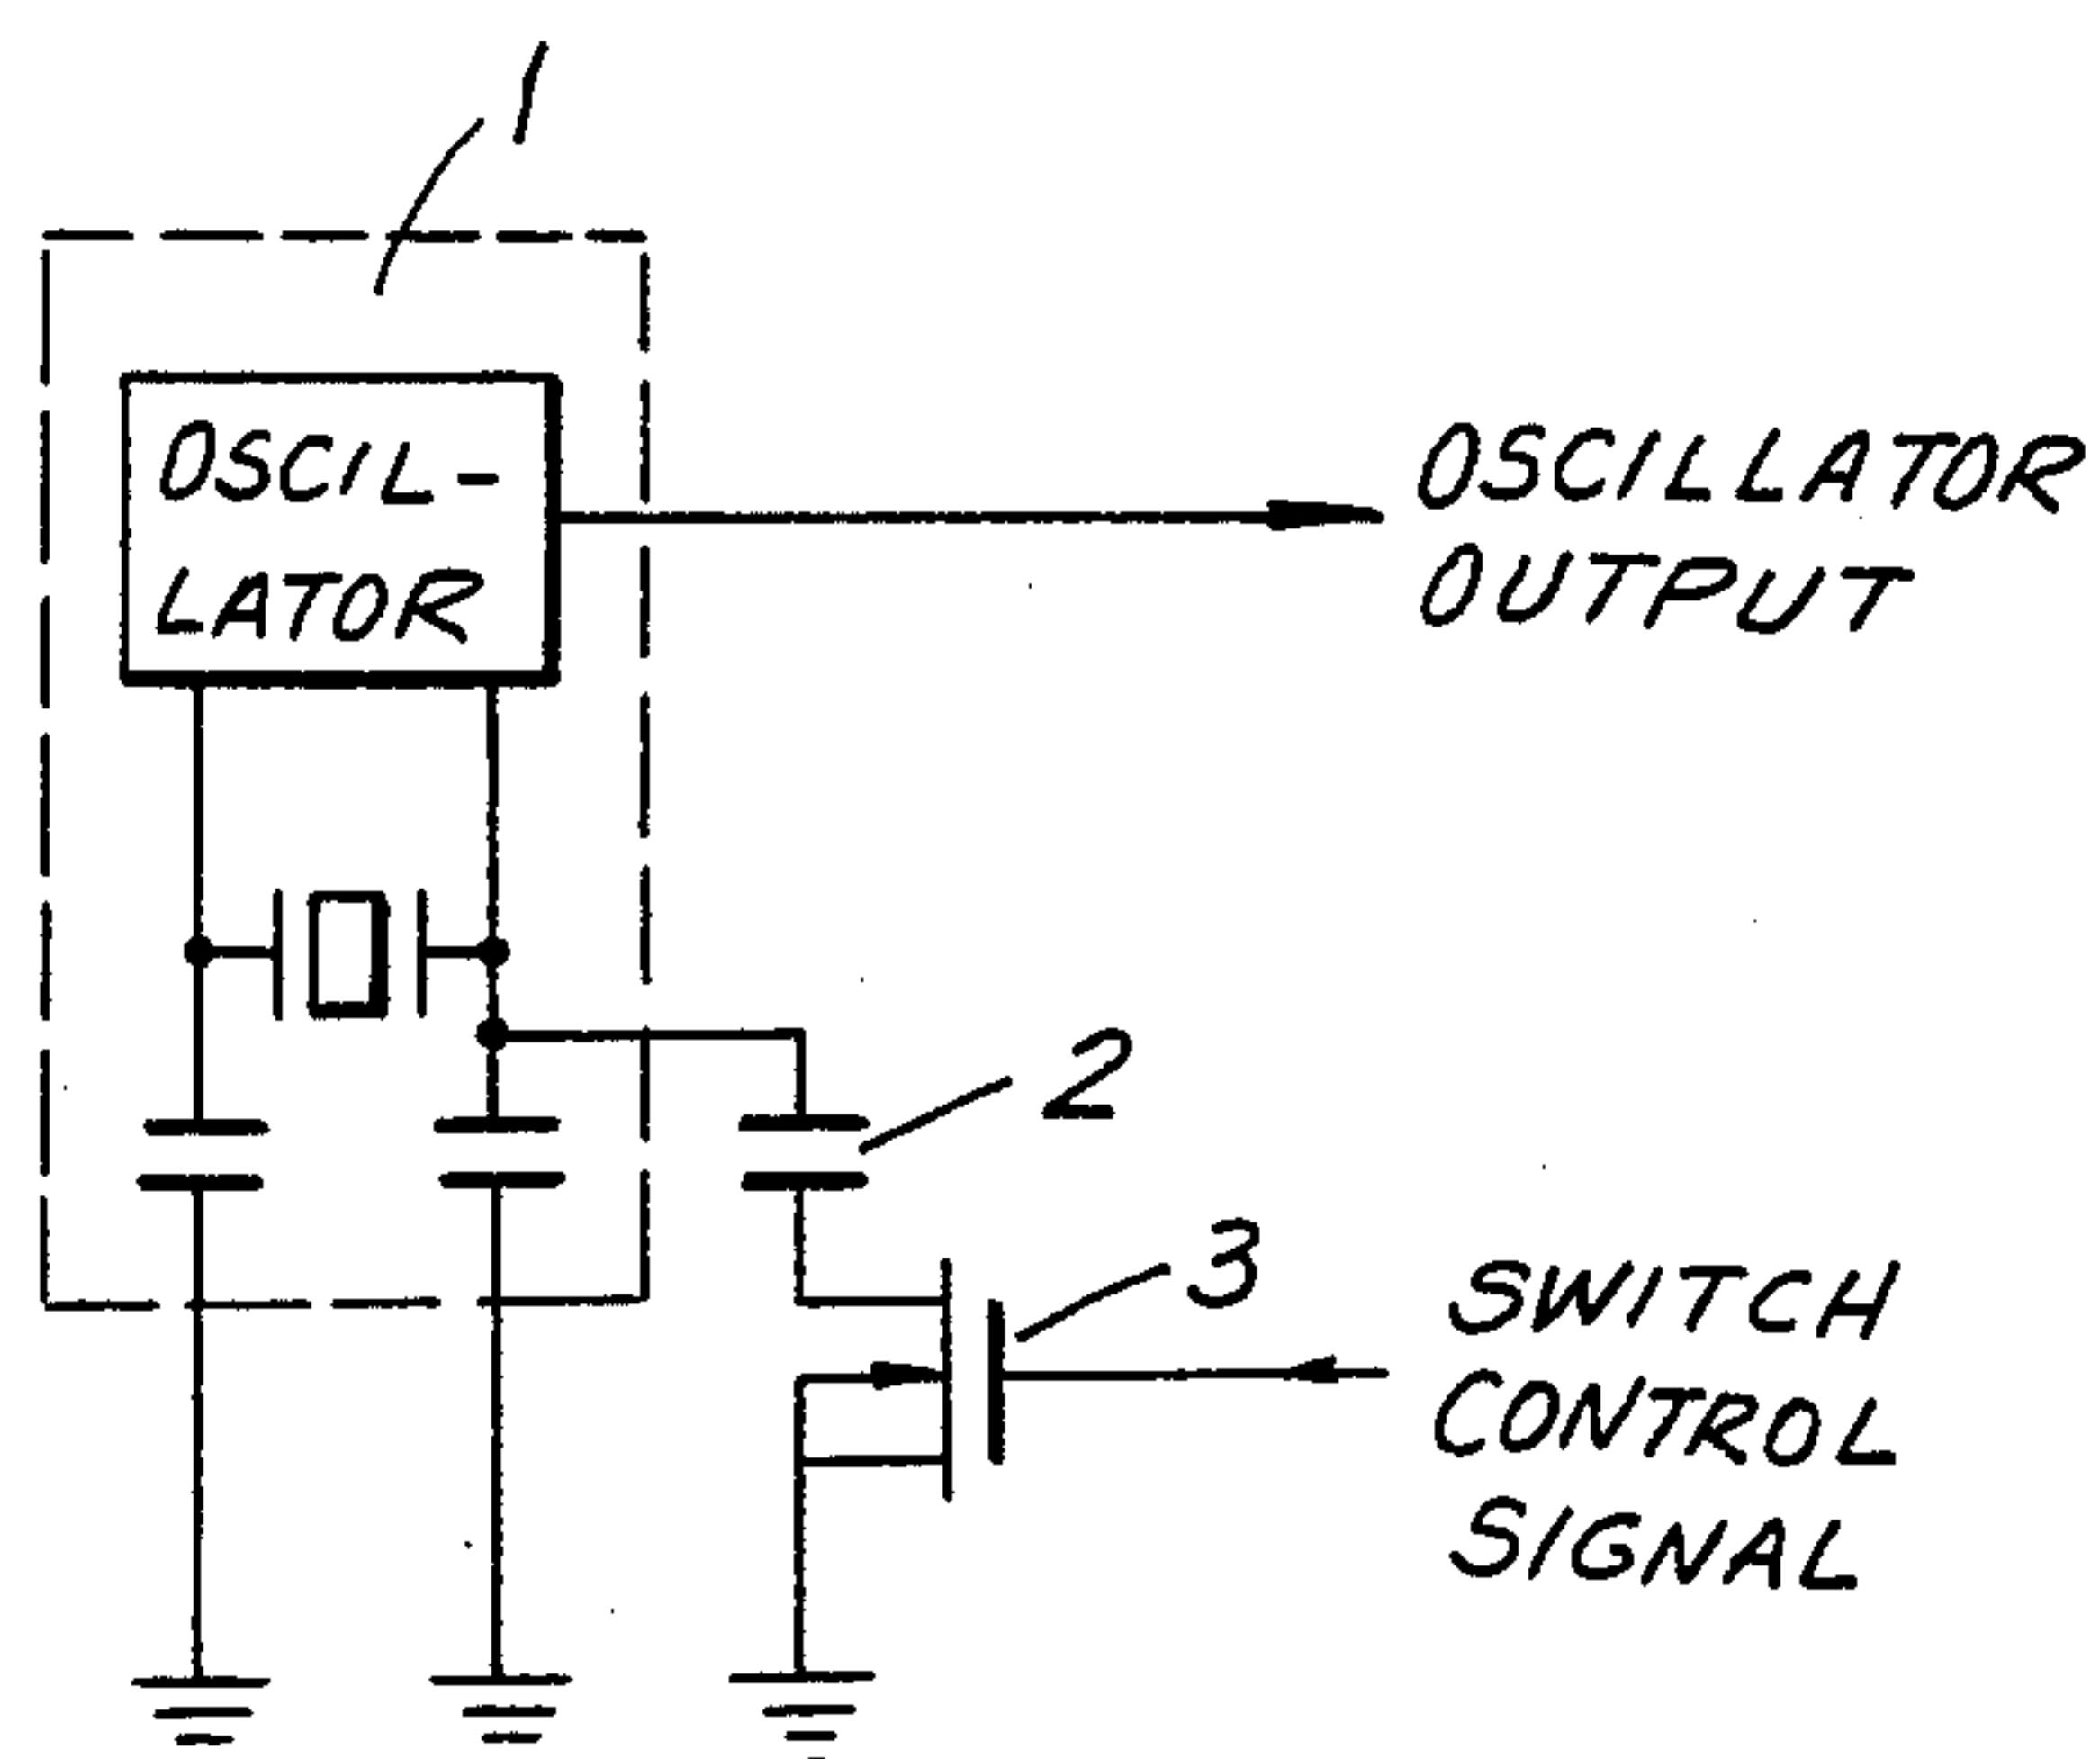 1
OSCIL-
LATOR
OSCILLATOR
OUTPUT
2
3
SWITCH
CONTROL
SIGNAL